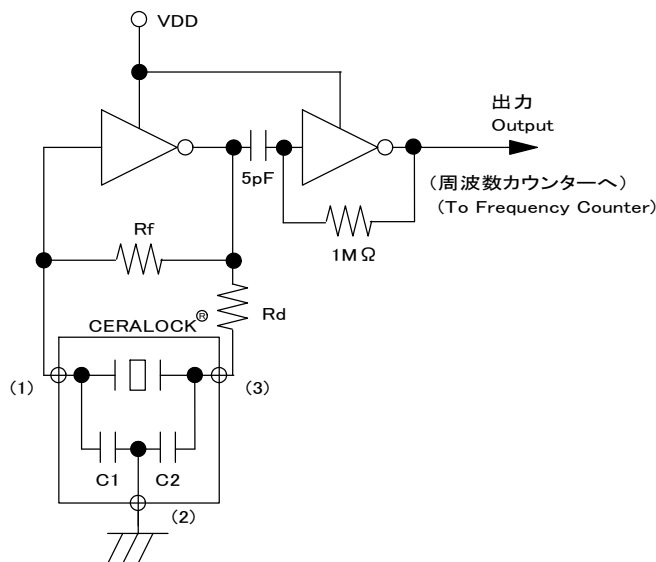 VDD
出力
Output
5pF
(周波数カウンターへ)
(To Frequency Counter)
Rf
1MΩ
Rd
CERALOCK®
(1)
(3)
C1
C2
(2)